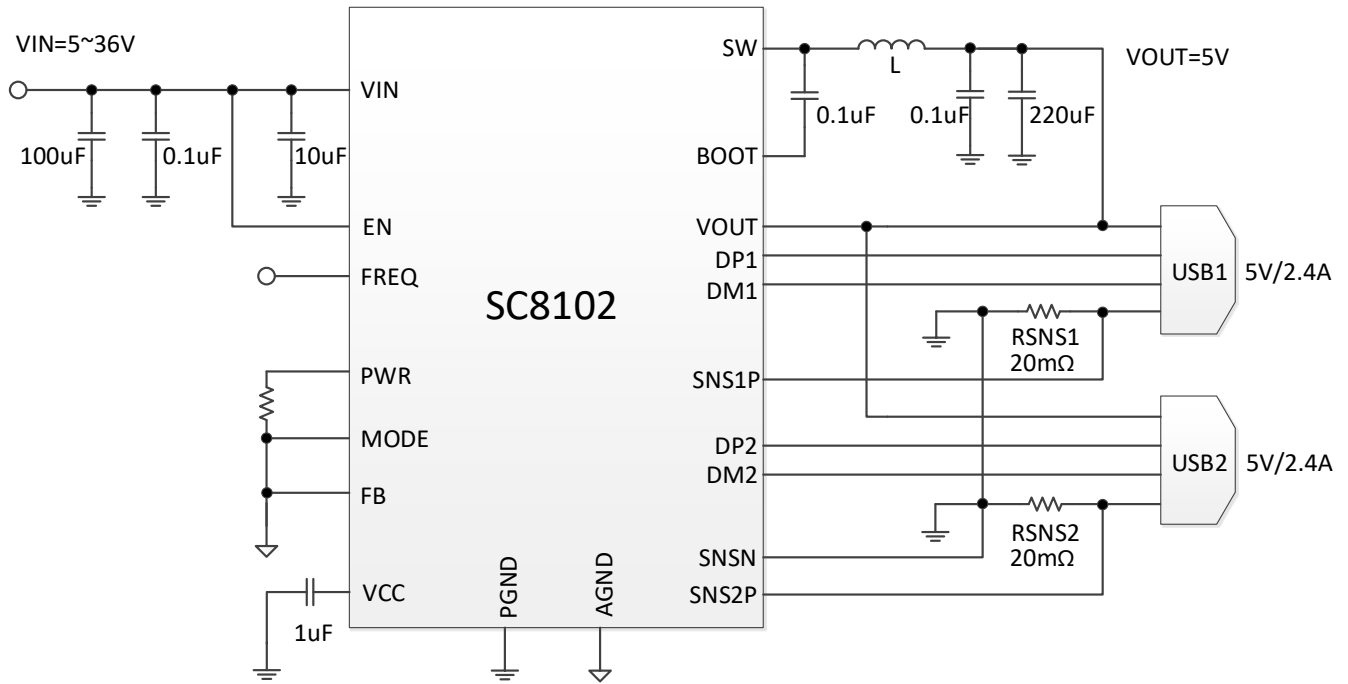 VIN=5~36V
SW
L
VOUT=5V
VIN
100uF
0.1uF
10uF
0.1uF
0.1uF
220uF
BOOT
EN
VOUT
FREQ
DP1
DM1
USB1
5V/2.4A
SC8102
RSNS1
20mΩ
PWR
SNS1P
MODE
DP2
DM2
USB2
5V/2.4A
FB
RSNS2
20mΩ
SNSN
SNS2P
VCC
1uF
PGND
AGND